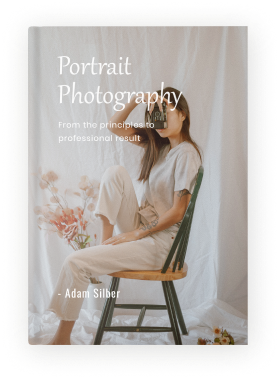 Portrait
Photography
From the principles to
professional result
- Adam Silber